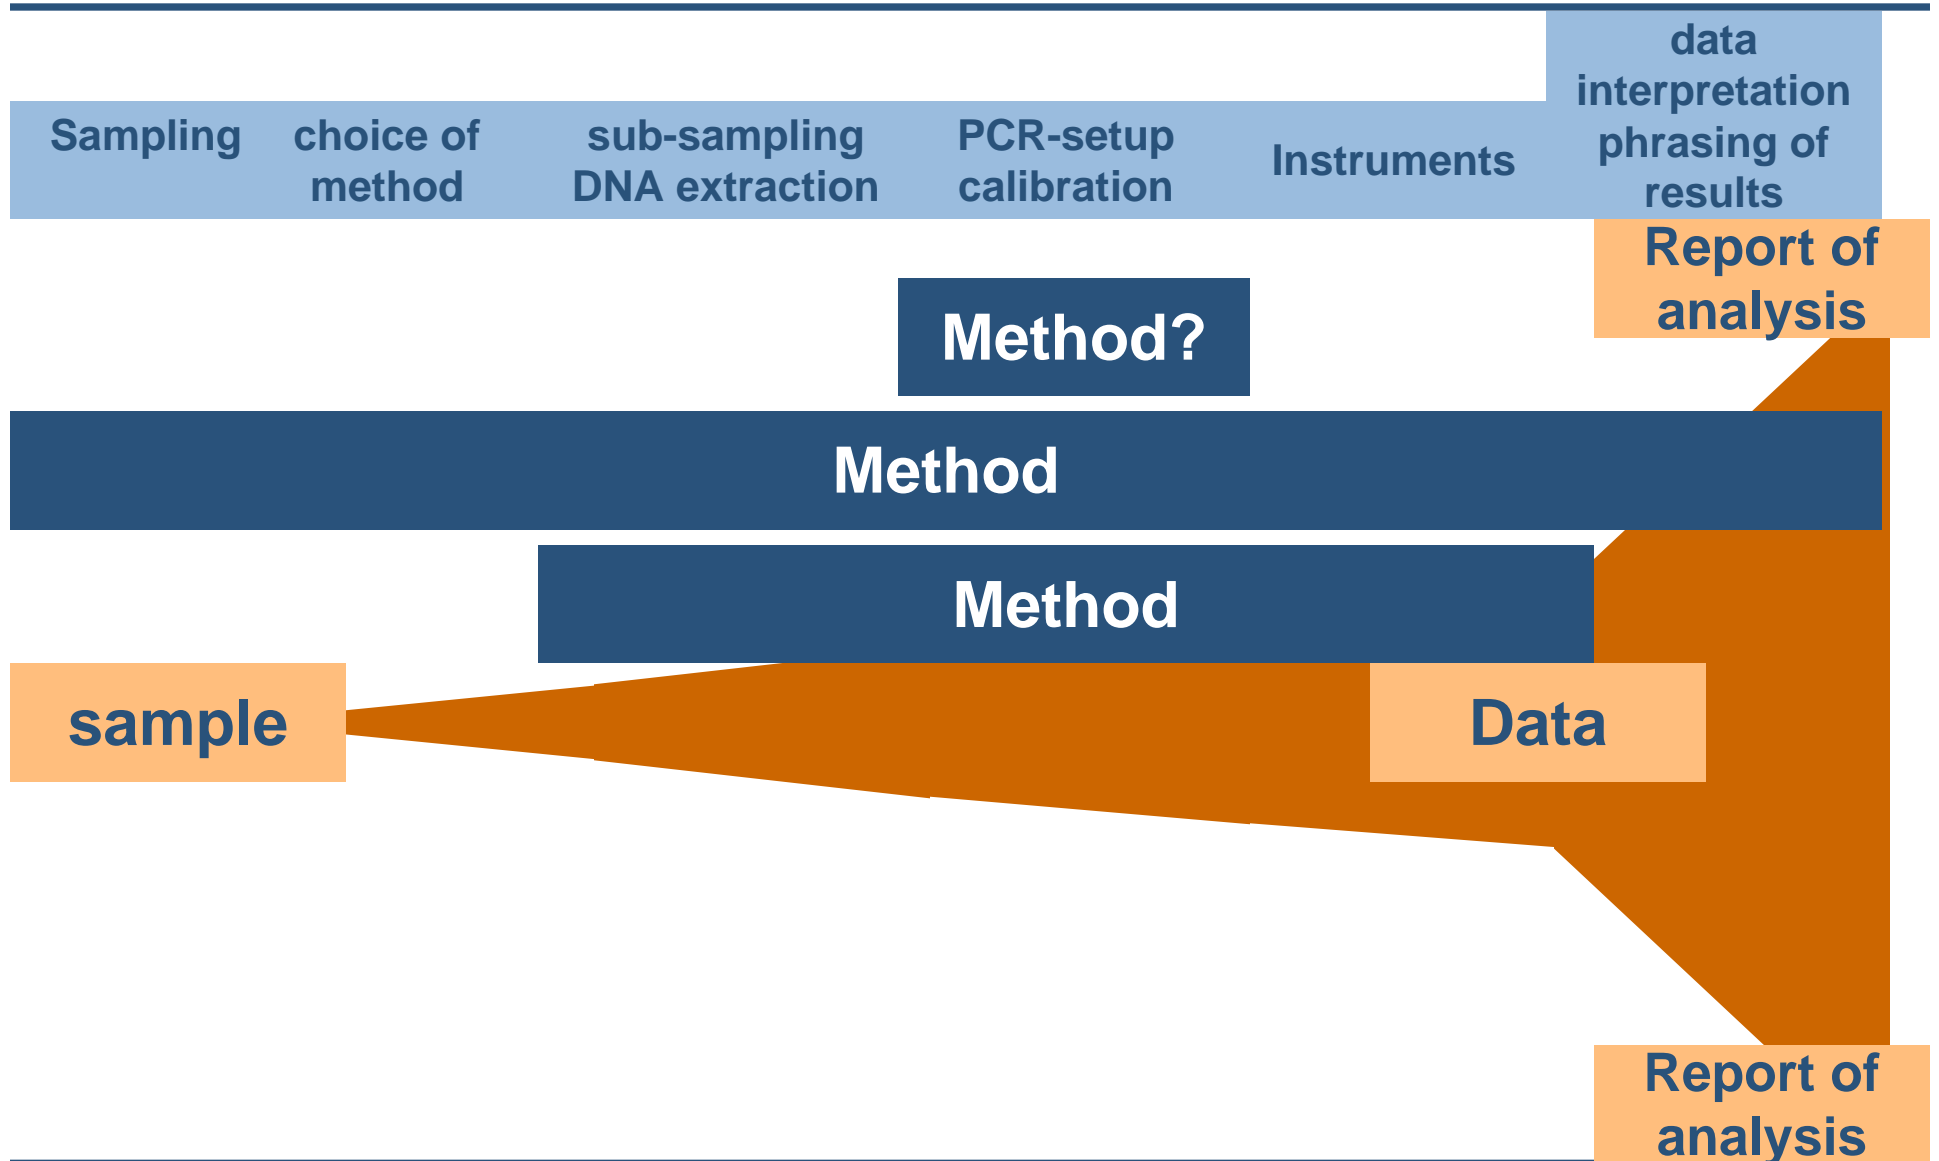 Sampling
choice of
method
sub-sampling
DNA extraction
PCR-setup
calibration
Instruments
data
interpretation
phrasing of
results
Report of
analysis
Method?
Method
Method
sample
Data
Report of
analysis